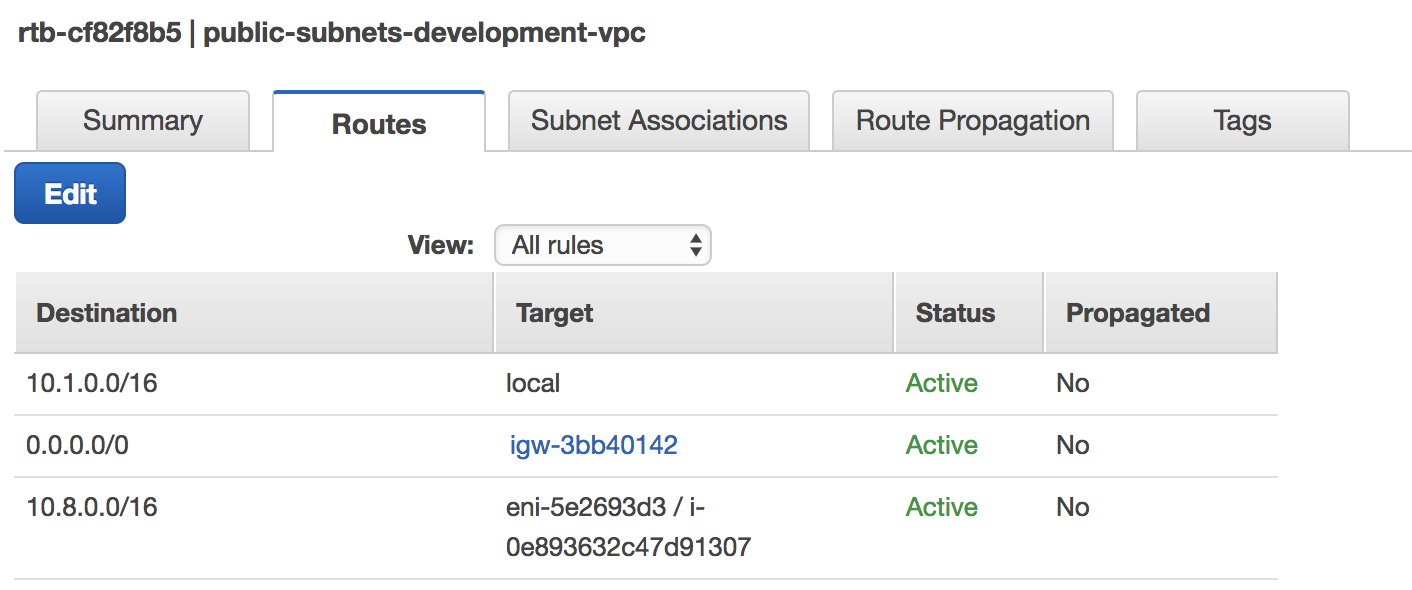 rtb-cf82f8b5 | public-subnets-development-vpc
Summary Routes Subnet Associations Route Propagation Tags
Edit
View: All rules
Destination Target Status Propagated
10.1.0.0/16 local Active No
0.0.0.0/0 igw-3bb40142 Active No
10.8.0.0/16 eni-5e2693d3 / i- Active No
0e893632c47d91307